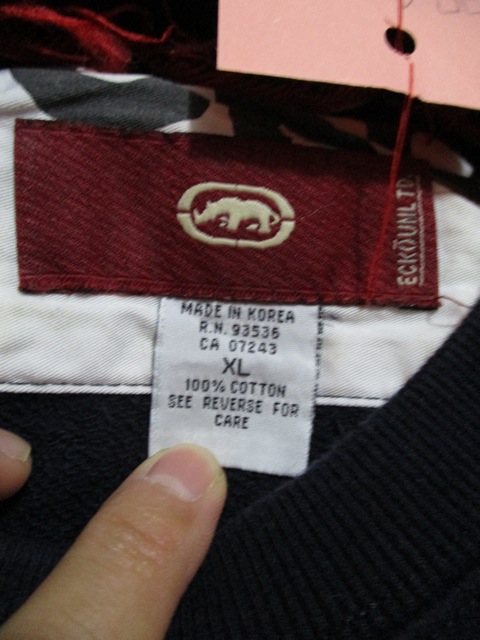 ECKŌUNLTD.
MADE IN KOREA
R.N. 93536
CA 07243
XL
100% COTTON
SEE REVERSE FOR
CARE